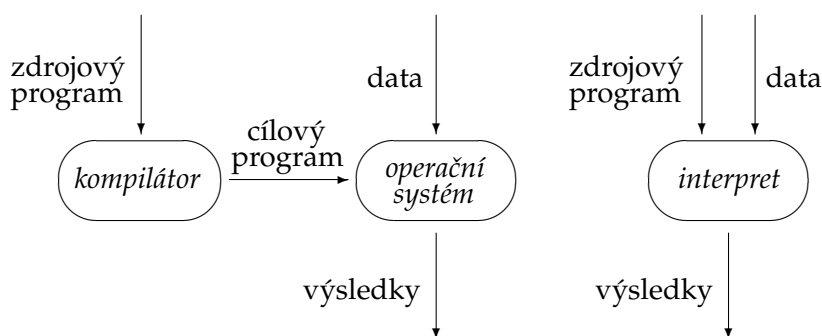 zdrojový
program
kompilátor
cílový
program
data
operační
systém
výsledky
zdrojový
program
data
interpret
výsledky